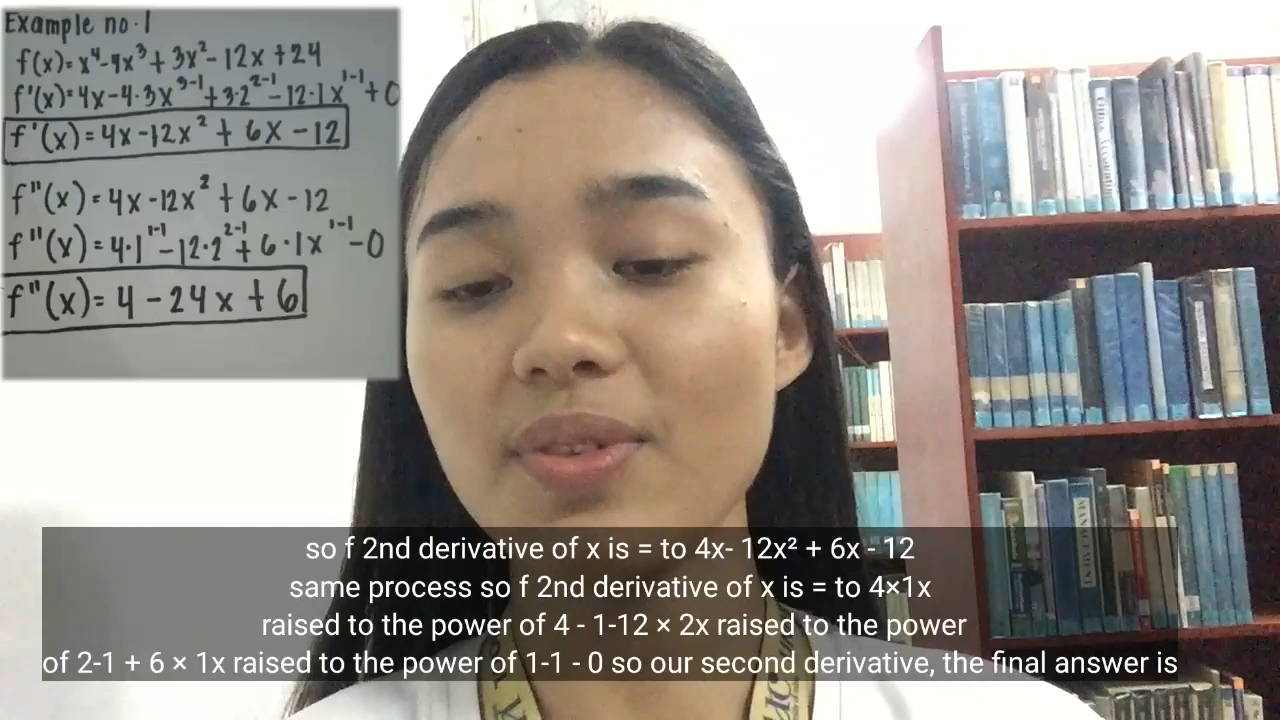 Example no. 1
f(x)= x⁴-4x³+ 3x²- 12x +24
f'(x)= 4x-4·3x³⁻¹+3·2²⁻¹-12·1x¹⁻¹+0
f'(x)= 4x-12x² + 6x -12
f"(x)= 4x-12x² + 6x - 12
f"(x)= 4·1¹⁻¹-12·2²⁻¹+ 6·1x¹⁻¹-0
f"(x)= 4 - 24x + 6
MANAGEMENT
so f 2nd derivative of x is = to 4x- 12x² + 6x - 12
same process so f 2nd derivative of x is = to 4×1x
raised to the power of 4 - 1-12 × 2x raised to the power
of 2-1 + 6 × 1x raised to the power of 1-1 - 0 so our second derivative, the final answer is